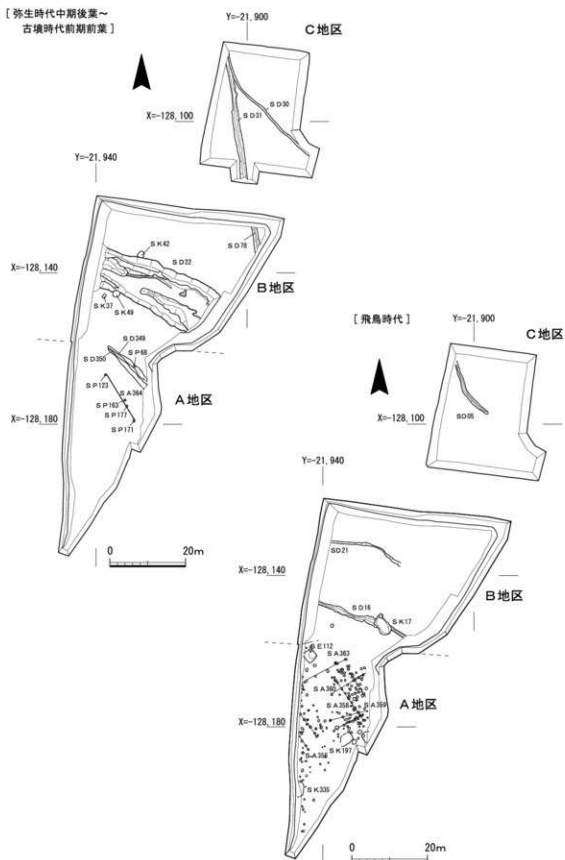 [弥生時代中期後葉～
古墳時代前期前葉]
Y=-21,900
C地区
X=-128,100
SD30
SD31
Y=-21,940
SK42
SD78
SD22
X=-128,140
B地区
SK37
SK49
SD349
SP68
SD350
SP123
SA364
SP163
SP177
SP171
A地区
X=-128,180
0 20m
[飛鳥時代]
Y=-21,900
C地区
X=-128,100
SD05
Y=-21,940
SD21
X=-128,140
B地区
SD16
SK17
SE112
SA363
SA360
SA358
SA359
A地区
X=-128,180
SA356
SK197
SK335
0 20m